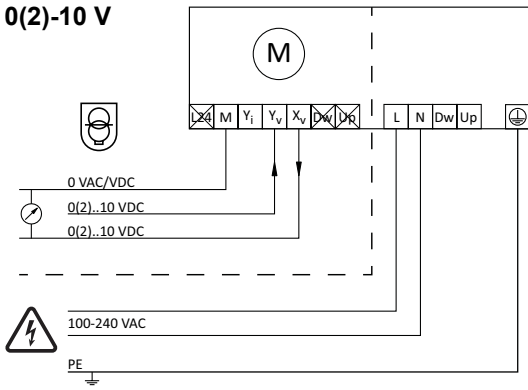 0(2)-10 V
M
L24 M Yi Yv Xv Dw Up L N Dw Up
0 VAC/VDC
0(2)..10 VDC
0(2)..10 VDC
100-240 VAC
PE